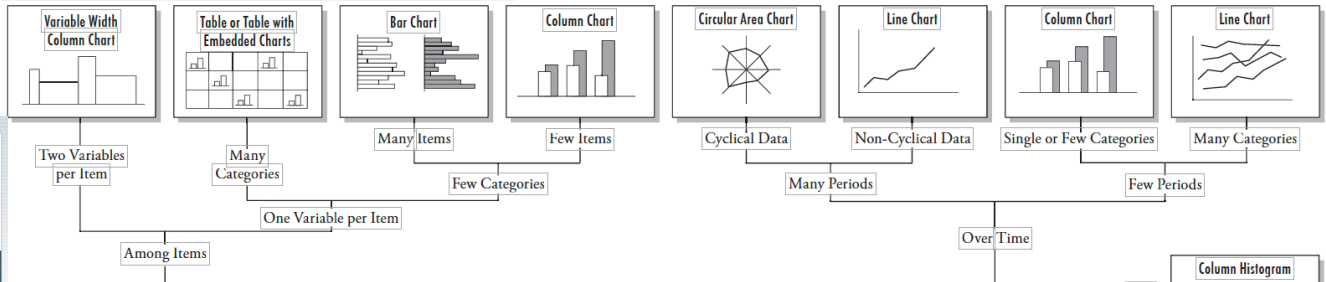 Variable Width
Column Chart
Table or Table with
Embedded Charts
Bar Chart
Column Chart
Circular Area Chart
Line Chart
Column Chart
Line Chart
Many Items
Few Items
Cyclical Data
Non-Cyclical Data
Single or Few Categories
Many Categories
Two Variables
per Item
Many
Categories
Few Categories
Many Periods
Few Periods
One Variable per Item
Among Items
Over Time
Column Histogram